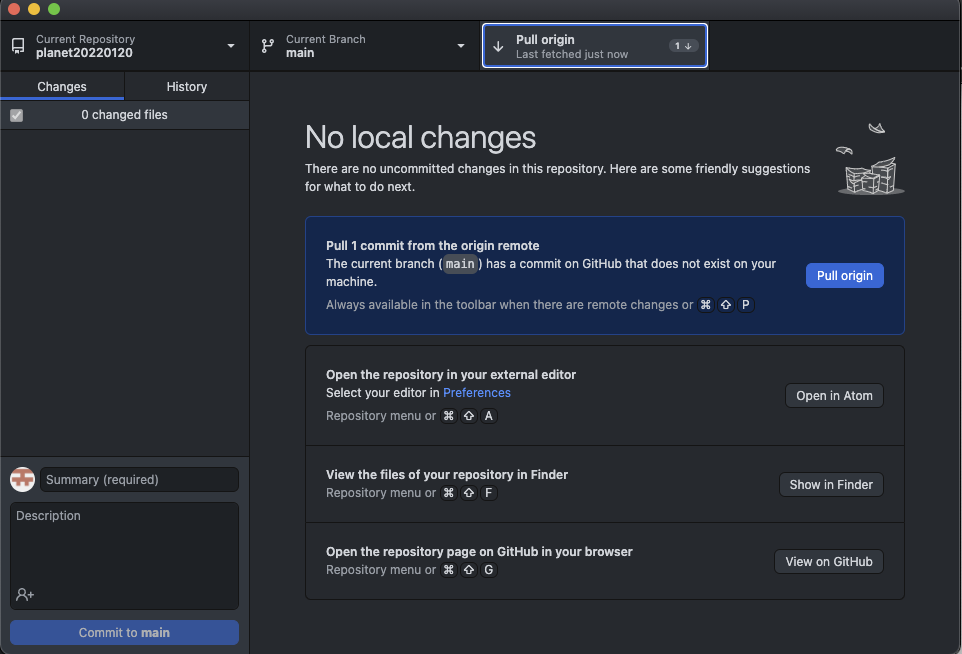 Current Repository
planet20220120
Current Branch
main
Pull origin
Last fetched just now
1
Changes
History
0 changed files
No local changes
There are no uncommitted changes in this repository. Here are some friendly suggestions
for what to do next.
Pull 1 commit from the origin remote
The current branch (main) has a commit on GitHub that does not exist on your
machine.
Always available in the toolbar when there are remote changes or ⌘ ⇧ P
Pull origin
Open the repository in your external editor
Select your editor in Preferences
Repository menu or ⌘ ⇧ A
Open in Atom
View the files of your repository in Finder
Repository menu or ⌘ ⇧ F
Show in Finder
Open the repository page on GitHub in your browser
Repository menu or ⌘ ⇧ G
View on GitHub
Summary (required)
Description
Commit to main